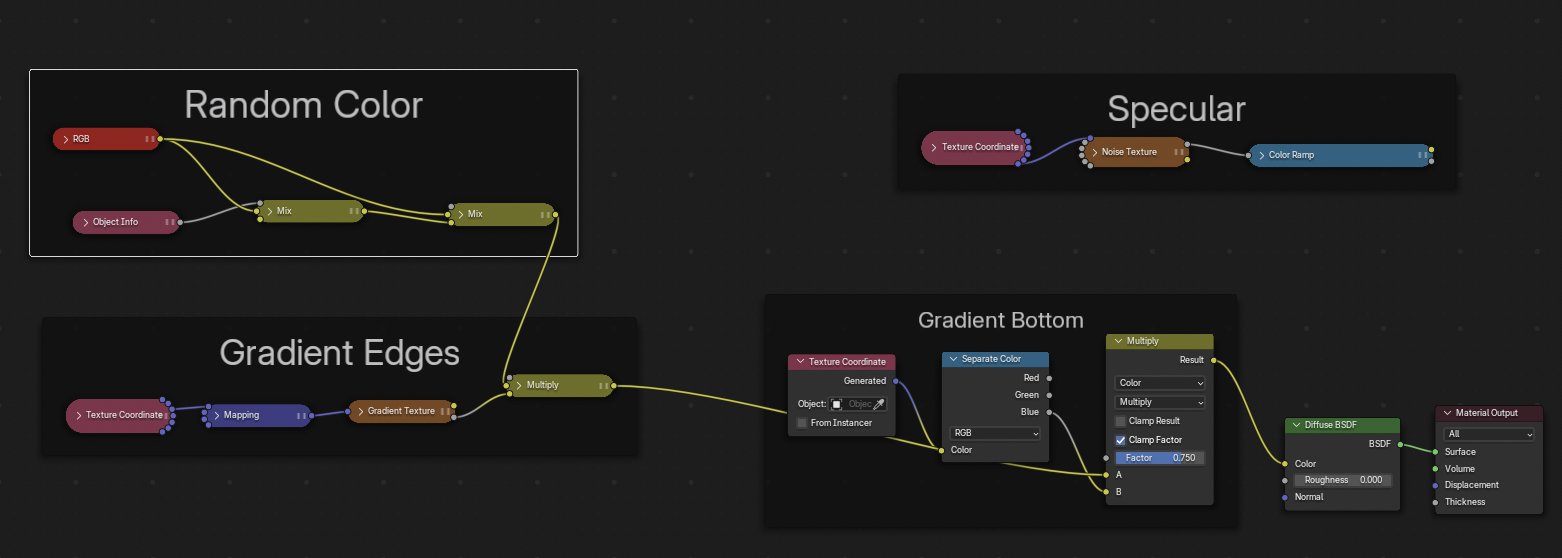 Random Color
RGB
Object Info
Mix
Mix
Specular
Texture Coordinate
Noise Texture
Color Ramp
Gradient Edges
Texture Coordinate
Mapping
Gradient Texture
Multiply
Gradient Bottom
Texture Coordinate
Generated
Object:
Objec
From Instancer
Separate Color
Red
Green
Blue
RGB
Color
Multiply
Result
Color
Multiply
Clamp Result
Clamp Factor
Factor 0.750
A
B
Diffuse BSDF
BSDF
Color
Roughness 0.000
Normal
Material Output
All
Surface
Volume
Displacement
Thickness